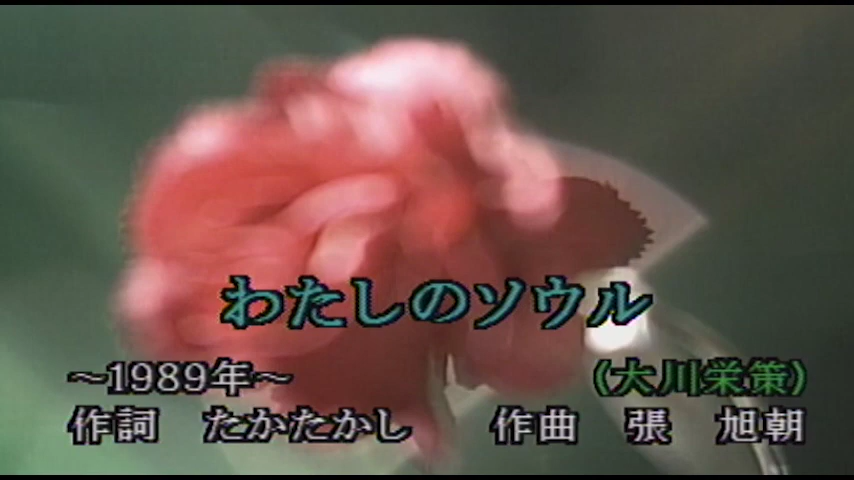 わたしのソウル
～1989年～ (大川栄策)
作詞 たかたかし 作曲 張 旭朝